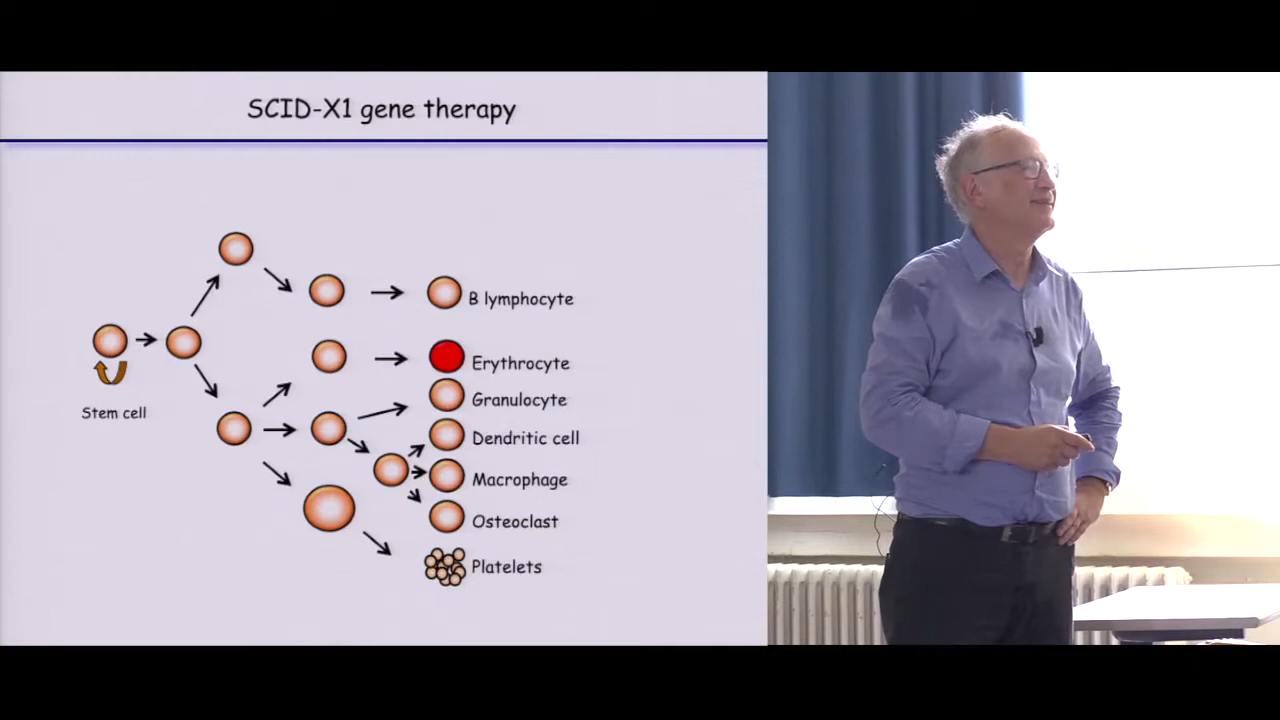 SCID-X1 gene therapy
B lymphocyte
Erythrocyte
Granulocyte
Stem cell
Dendritic cell
Macrophage
Osteoclast
Platelets